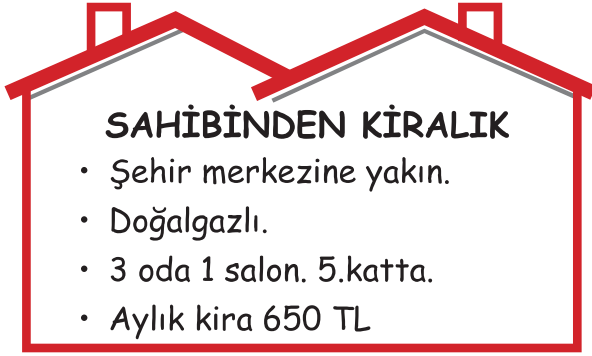 SAHİBİNDEN KİRALIK
• Şehir merkezine yakın.
• Doğalgazlı.
• 3 oda 1 salon. 5.katta.
• Aylık kira 650 TL